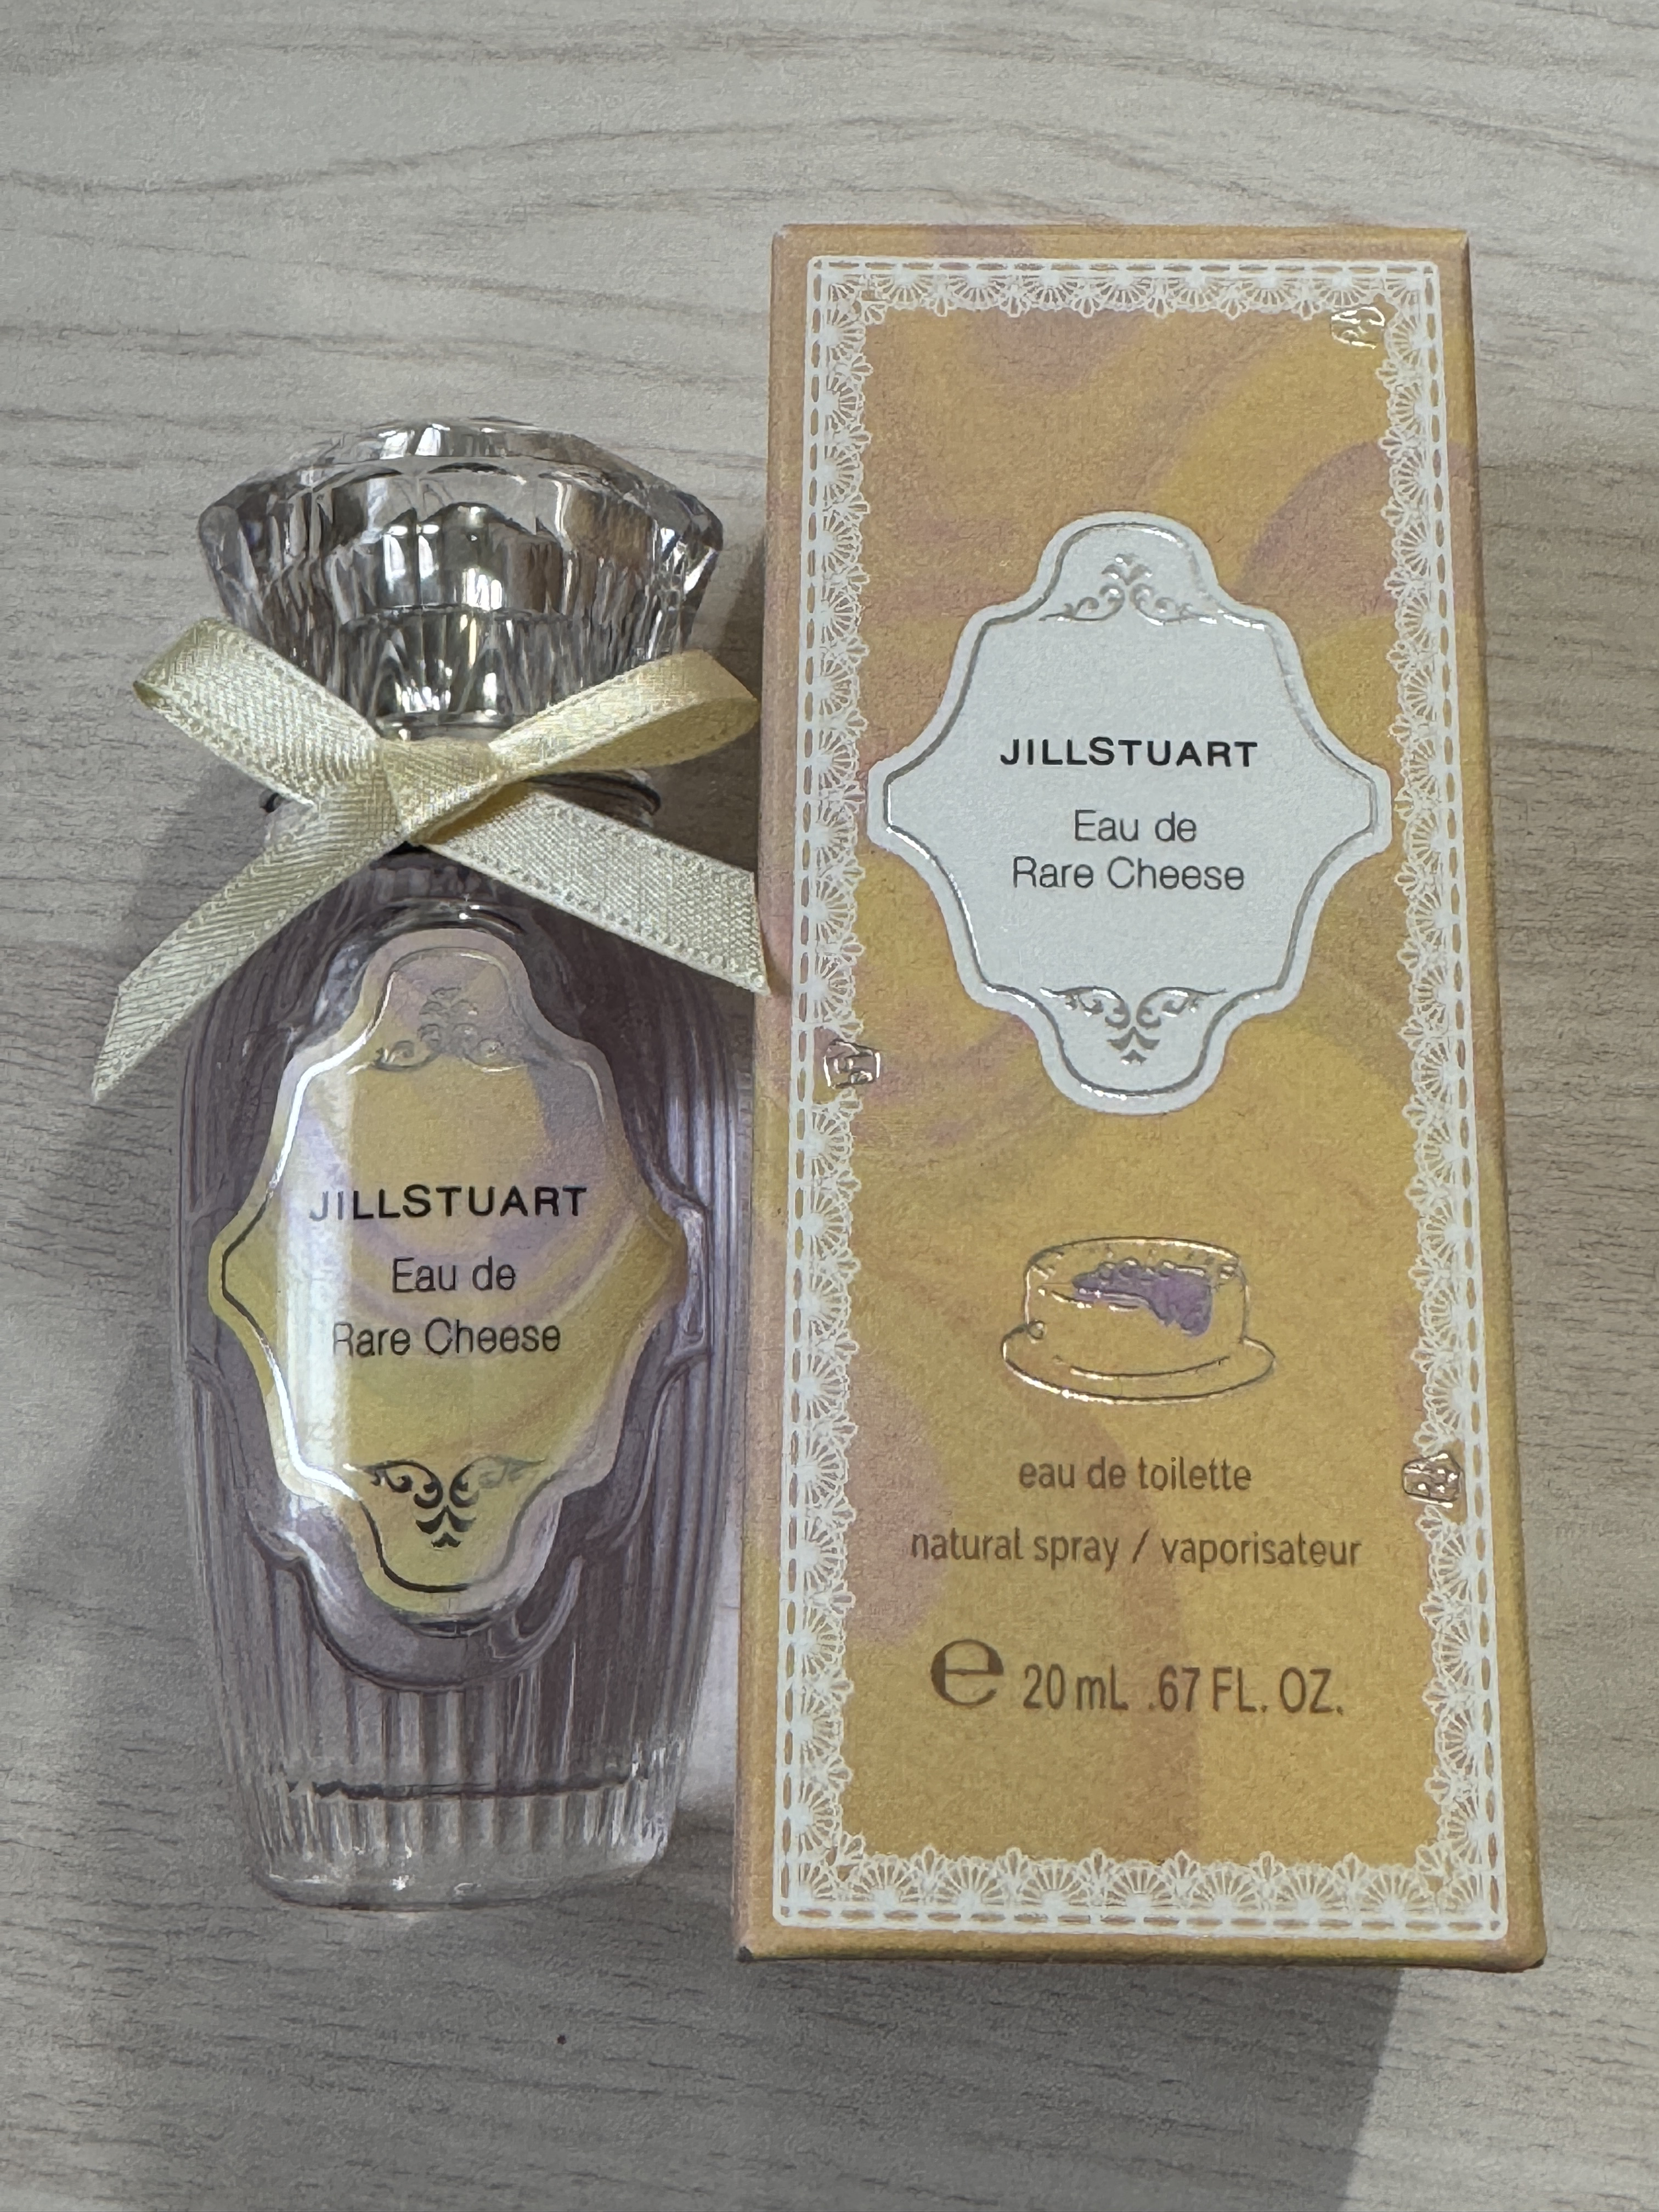 JILLSTUART
Eau de
Rare Cheese
JILLSTUART
Eau de
Rare Cheese
eau de toilette
natural spray / vaporisateur
℮ 20 mL .67 FL. OZ.